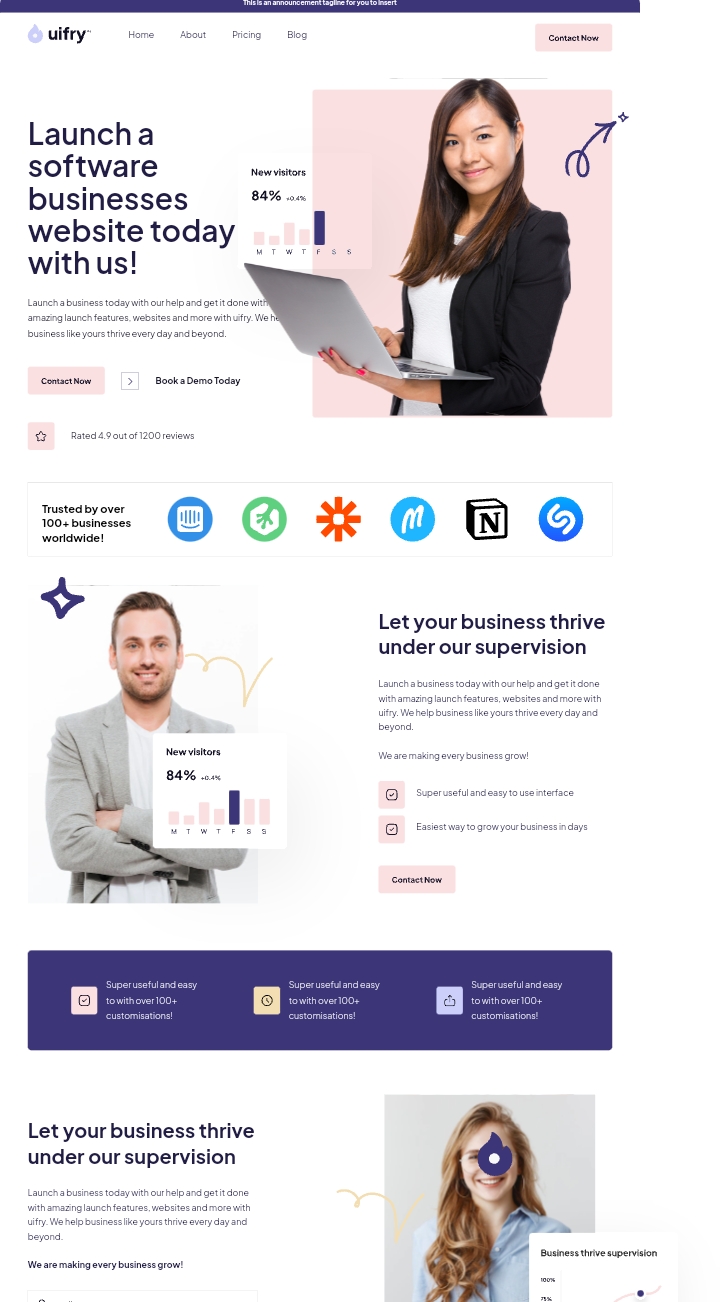 This is an announcement tagline for you to insert
uifry
Home About Pricing Blog
Contact Now
Launch a
software
businesses
website today
with us!
New visitors
84% +0.4%
M T W T F S S
Launch a business today with our help and get it done with
amazing launch features, websites and more with uifry. We
business like yours thrive every day and beyond.
Contact Now
Book a Demo Today
Rated 4.9 out of 1200 reviews
Trusted by over
100+ businesses
worldwide!
N
Let your business thrive
under our supervision
Launch a business today with our help and get it done
with amazing launch features, websites and more with
uifry. We help business like yours thrive every day and
beyond.
We are making every business grow!
Super useful and easy to use interface
Easiest way to grow your business in days
Contact Now
New visitors
84% +0.4%
M T W T F S S
Super useful and easy
to with over 100+
customisations!
Super useful and easy
to with over 100+
customisations!
Super useful and easy
to with over 100+
customisations!
Let your business thrive
under our supervision
Launch a business today with our help and get it done
with amazing launch features, websites and more with
uifry. We help business like yours thrive every day and
beyond.
We are making every business grow!
Business thrive supervision
100%
75%